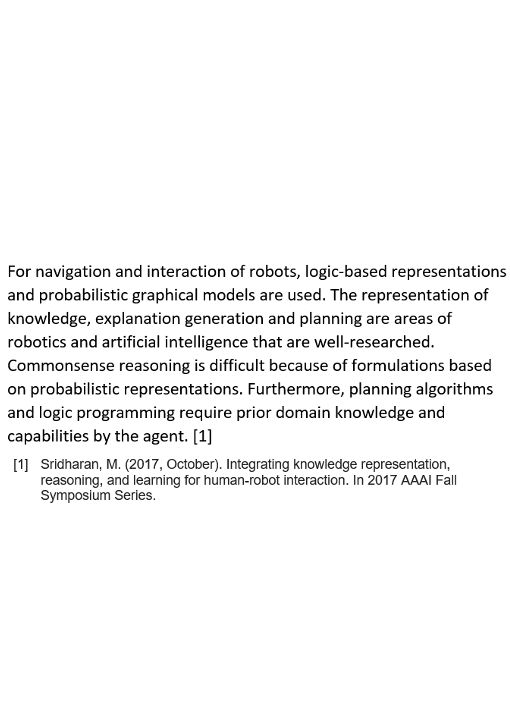 For navigation and interaction of robots, logic-based representations
and probabilistic graphical models are used. The representation of
knowledge, explanation generation and planning are areas of
robotics and artificial intelligence that are well-researched.
Commonsense reasoning is difficult because of formulations based
on probabilistic representations. Furthermore, planning algorithms
and logic programming require prior domain knowledge and
capabilities by the agent. [1]
[1] Sridharan, M. (2017, October). Integrating knowledge representation,
reasoning, and learning for human-robot interaction. In 2017 AAAI Fall
Symposium Series.